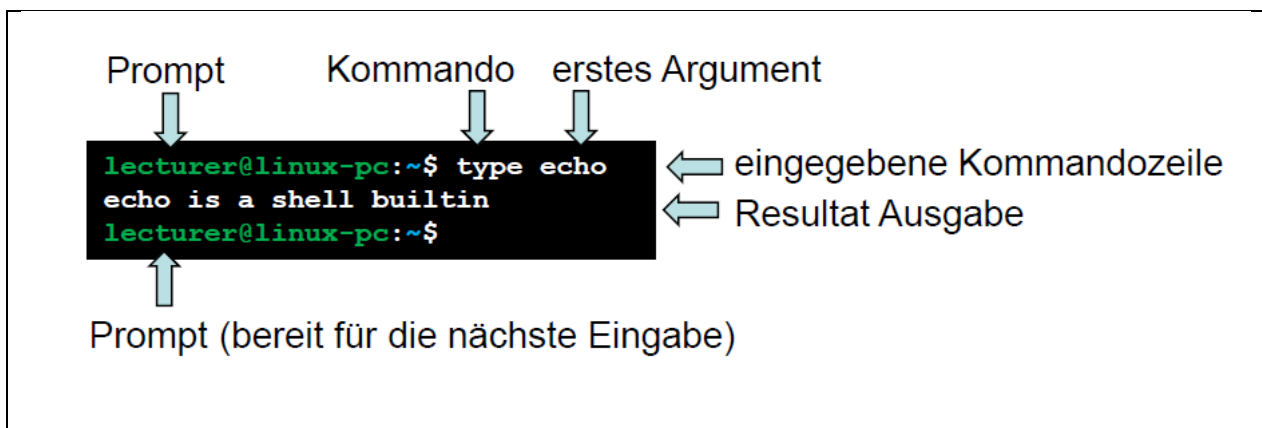 Prompt Kommando erstes Argument
lecturer@linux-pc:~$ type echo
eingegebene Kommandozeile
echo is a shell builtin
Resultat Ausgabe
lecturer@linux-pc:~$
Prompt (bereit für die nächste Eingabe)